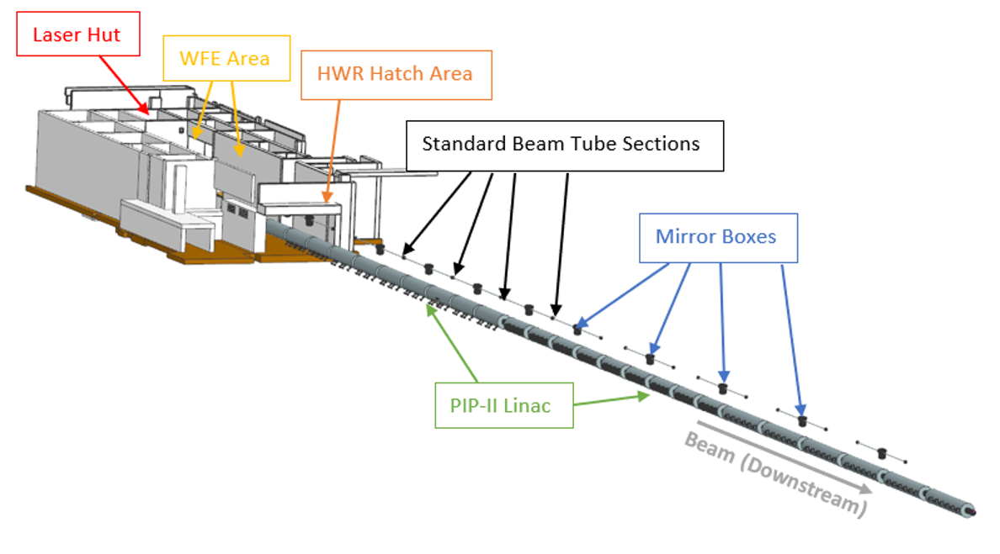 Laser Hut
WFE Area
HWR Hatch Area
Standard Beam Tube Sections
Mirror Boxes
PIP-II Linac
Beam (Downstream)